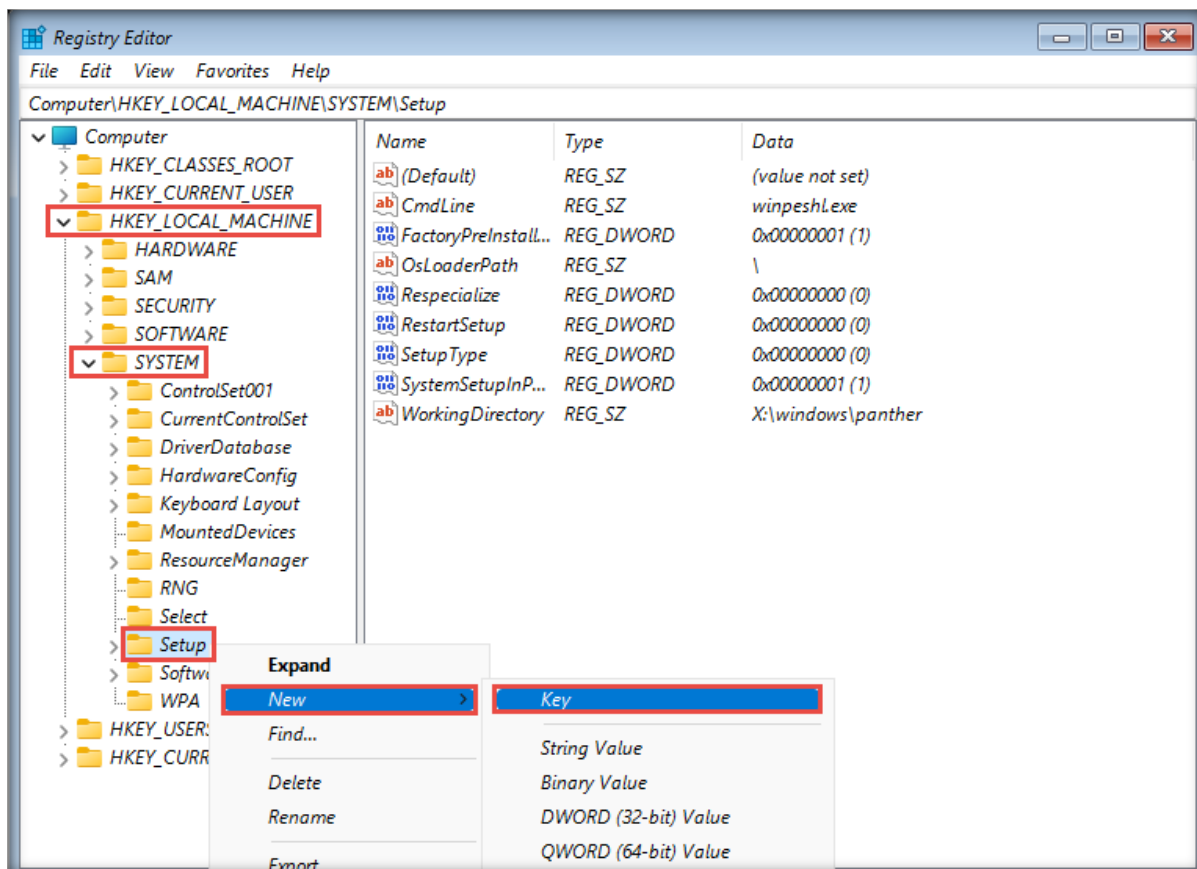 Registry Editor
File Edit View Favorites Help
Computer\HKEY_LOCAL_MACHINE\SYSTEM\Setup
Computer
HKEY_CLASSES_ROOT
HKEY_CURRENT_USER
HKEY_LOCAL_MACHINE
HARDWARE
SAM
SECURITY
SOFTWARE
SYSTEM
ControlSet001
CurrentControlSet
DriverDatabase
HardwareConfig
Keyboard Layout
MountedDevices
ResourceManager
RNG
Select
Setup
Softw
WPA
HKEY_USER
HKEY_CURR
Name Type Data
(Default) REG_SZ (value not set)
CmdLine REG_SZ winpeshl.exe
FactoryPreInstall... REG_DWORD 0x00000001 (1)
OsLoaderPath REG_SZ \
Respecialize REG_DWORD 0x00000000 (0)
RestartSetup REG_DWORD 0x00000000 (0)
SetupType REG_DWORD 0x00000000 (0)
SystemSetupInP... REG_DWORD 0x00000001 (1)
WorkingDirectory REG_SZ X:\windows\panther
Expand
New
Find...
Delete
Rename
Export
Key
String Value
Binary Value
DWORD (32-bit) Value
QWORD (64-bit) Value